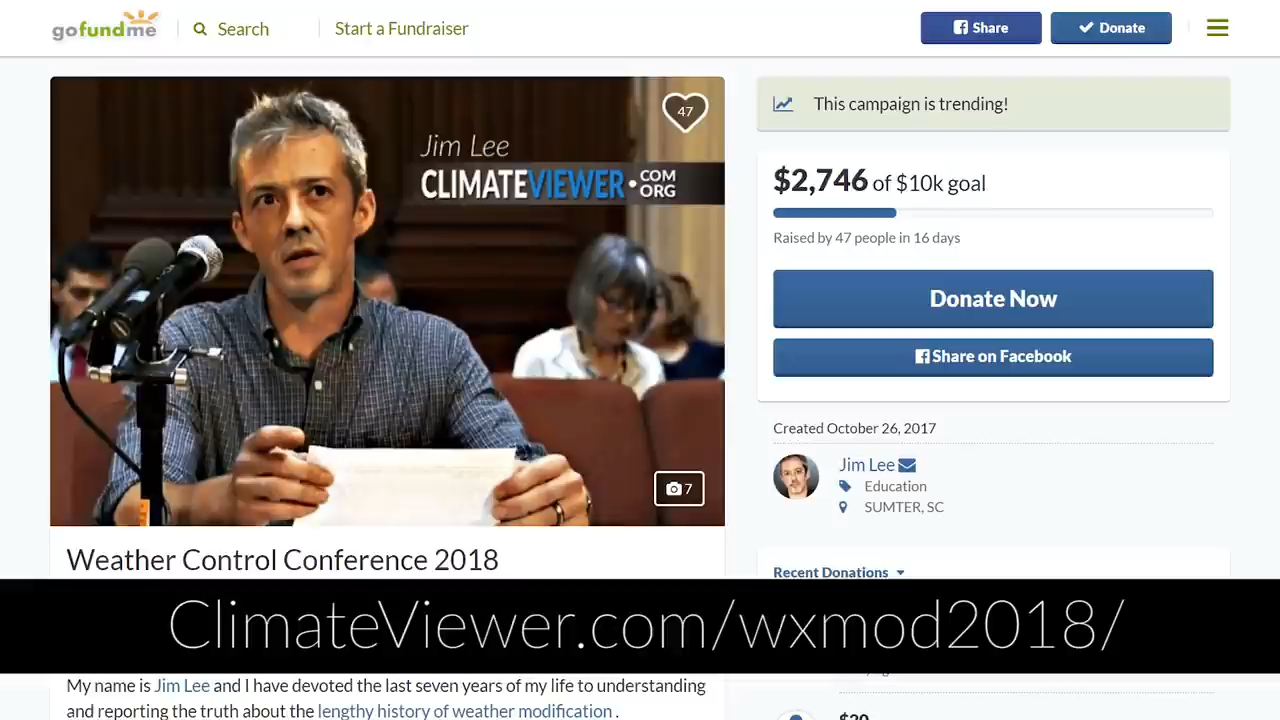 gofundme
Search
Start a Fundraiser
Share
Donate
47
Jim Lee
CLIMATEVIEWER.COM
ORG
7
This campaign is trending!
$2,746 of $10k goal
Raised by 47 people in 16 days
Donate Now
Share on Facebook
Created October 26, 2017
Jim Lee
Education
SUMTER, SC
Recent Donations
Weather Control Conference 2018
ClimateViewer.com/wxmod2018/
My name is Jim Lee and I have devoted the last seven years of my life to understanding
and reporting the truth about the lengthy history of weather modification .